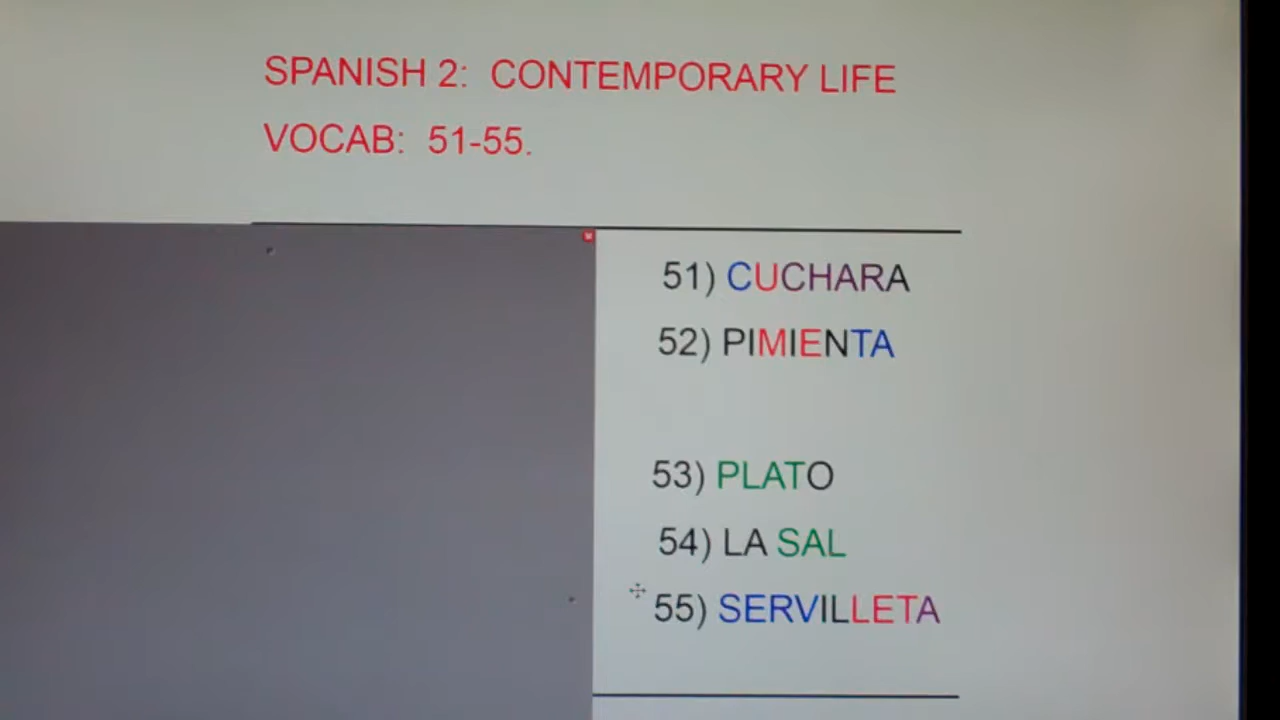 SPANISH 2: CONTEMPORARY LIFE
VOCAB: 51-55.
51) CUCHARA
52) PIMIENTA
53) PLATO
54) LA SAL
55) SERVILLETA